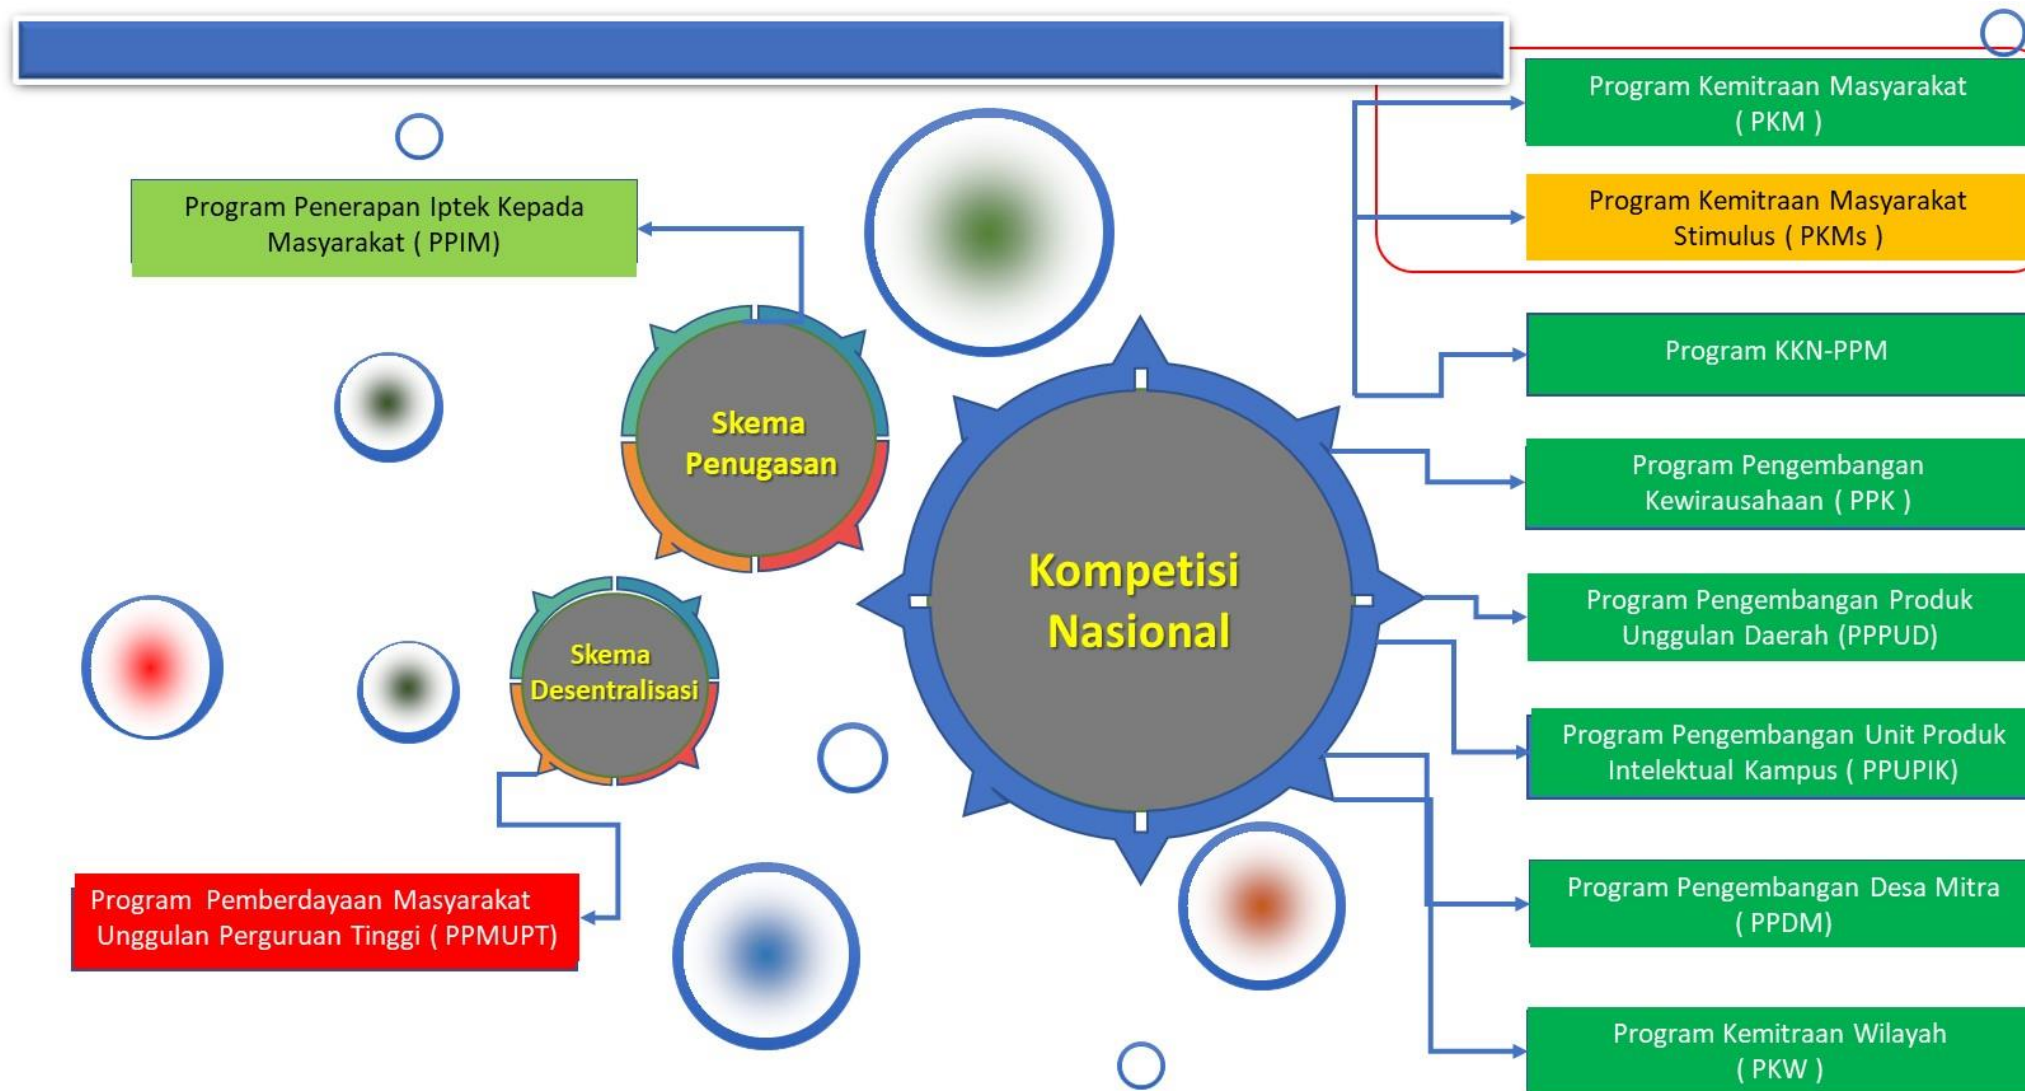 Program Penerapan Iptek Kepada
Masyarakat ( PPIM)
Skema
Penugasan
Skema
Desentralisasi
Program Pemberdayaan Masyarakat
Unggulan Perguruan Tinggi ( PPMUPT)
Kompetisi
Nasional
Program Kemitraan Masyarakat
( PKM )
Program Kemitraan Masyarakat
Stimulus ( PKMs )
Program KKN-PPM
Program Pengembangan
Kewirausahaan ( PPK )
Program Pengembangan Produk
Unggulan Daerah (PPPUD)
Program Pengembangan Unit Produk
Intelektual Kampus ( PPUPIK)
Program Pengembangan Desa Mitra
( PPDM)
Program Kemitraan Wilayah
( PKW )